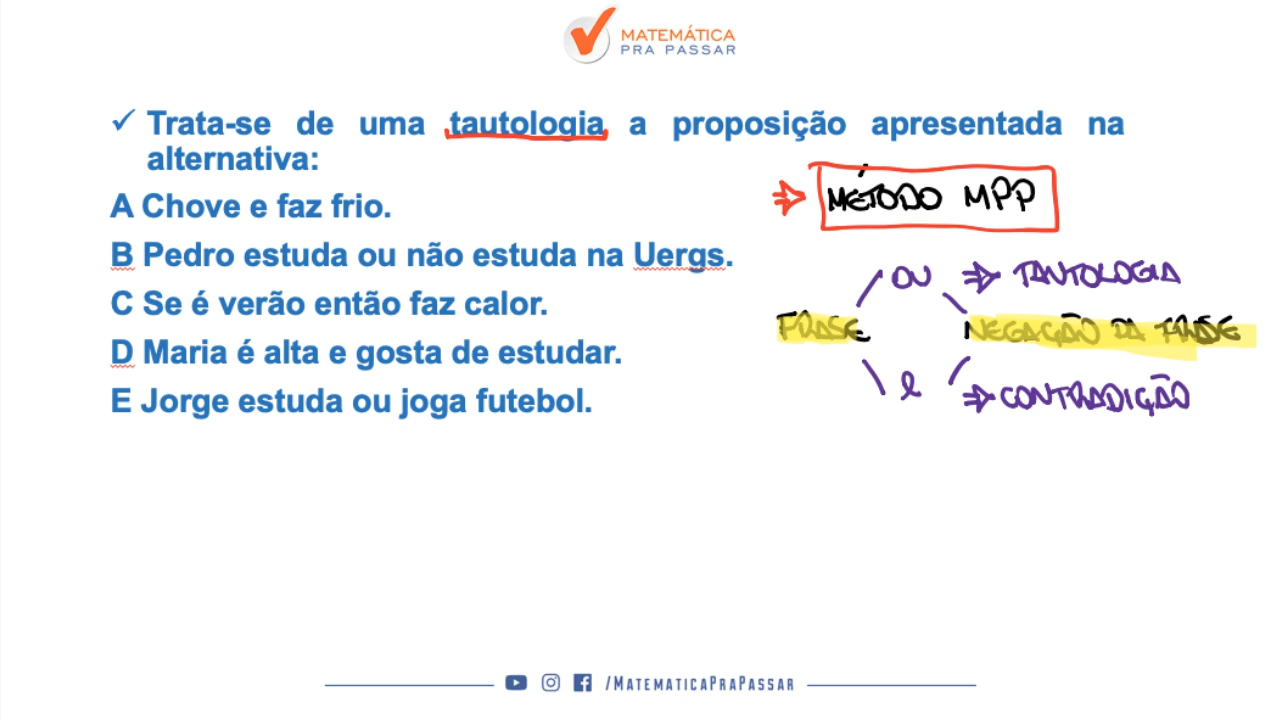 MATEMÁTICA
PRA PASSAR
✓ Trata-se de uma tautologia a proposição apresentada na
alternativa:
A Chove e faz frio.
B Pedro estuda ou não estuda na Uergs.
C Se é verão então faz calor.
D Maria é alta e gosta de estudar.
E Jorge estuda ou joga futebol.
⇒ MÉTODO MPP
OU ⇒ TAUTOLOGIA
FRASE NEGAÇÃO DA FRASE
e ⇒ CONTRADIÇÃO
/MATEMATICAPRAPASSAR